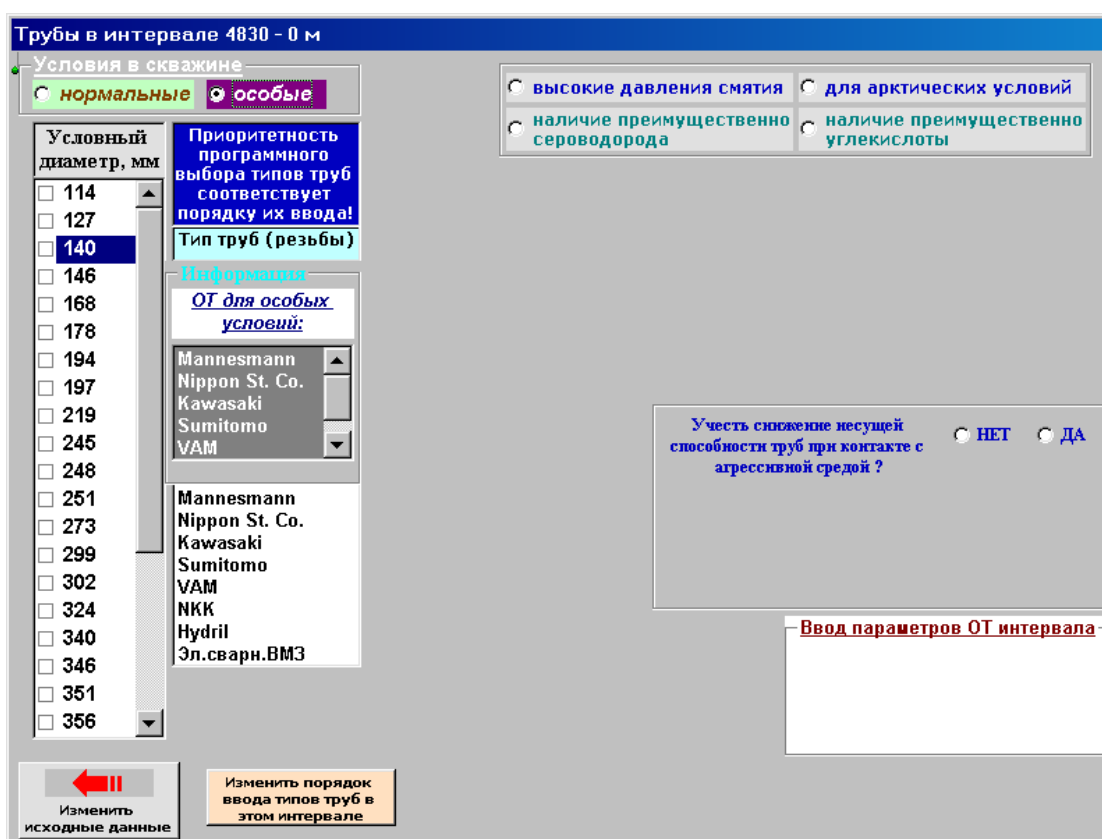 Трубы в интервале 4830 - 0 м
Условия в скважине
нормальные
особые
высокие давления смятия
для арктических условий
наличие преимущественно
сероводорода
наличие преимущественно
углекислоты
Условный
диаметр, мм
114
127
140
146
168
178
194
197
219
245
248
251
273
299
302
324
340
346
351
356
Приоритетность
программного
выбора типов труб
соответствует
порядку их ввода!
Тип труб (резьбы)
Информация
ОТ для особых
условий:
Mannesmann
Nippon St. Co.
Kawasaki
Sumitomo
VAM
Mannesmann
Nippon St. Co.
Kawasaki
Sumitomo
VAM
NKK
Hydril
Эл.сварн.ВМЗ
Учесть снижение несущей
способности труб при контакте с
агрессивной средой ?
НЕТ
ДА
Ввод параметров ОТ интервала
Изменить
исходные данные
Изменить порядок
ввода типов труб в
этом интервале